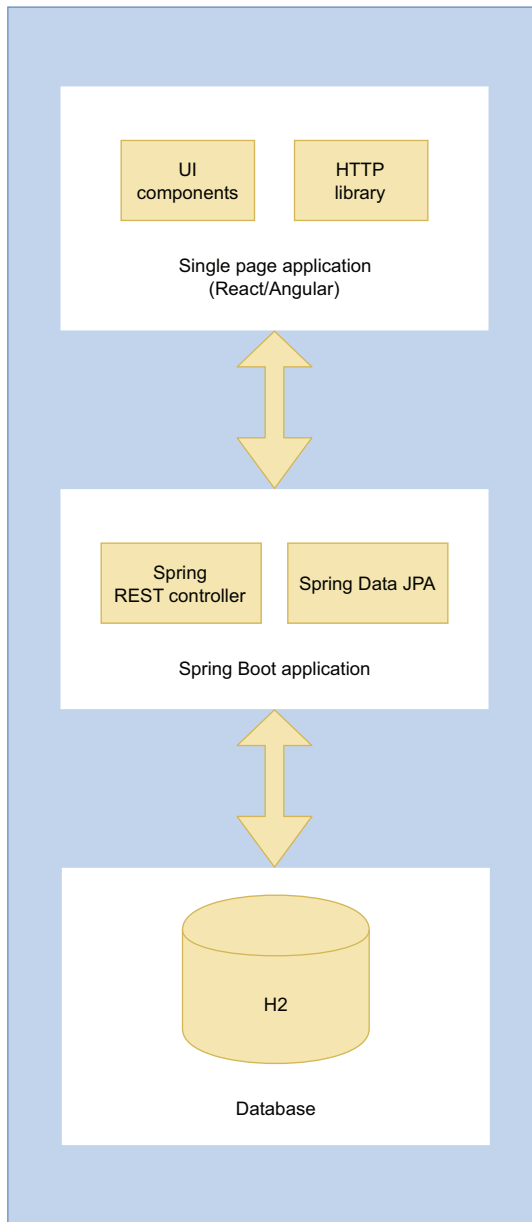 UI
components
HTTP
library
Single page application
(React/Angular)
Spring
REST controller
Spring Data JPA
Spring Boot application
H2
Database